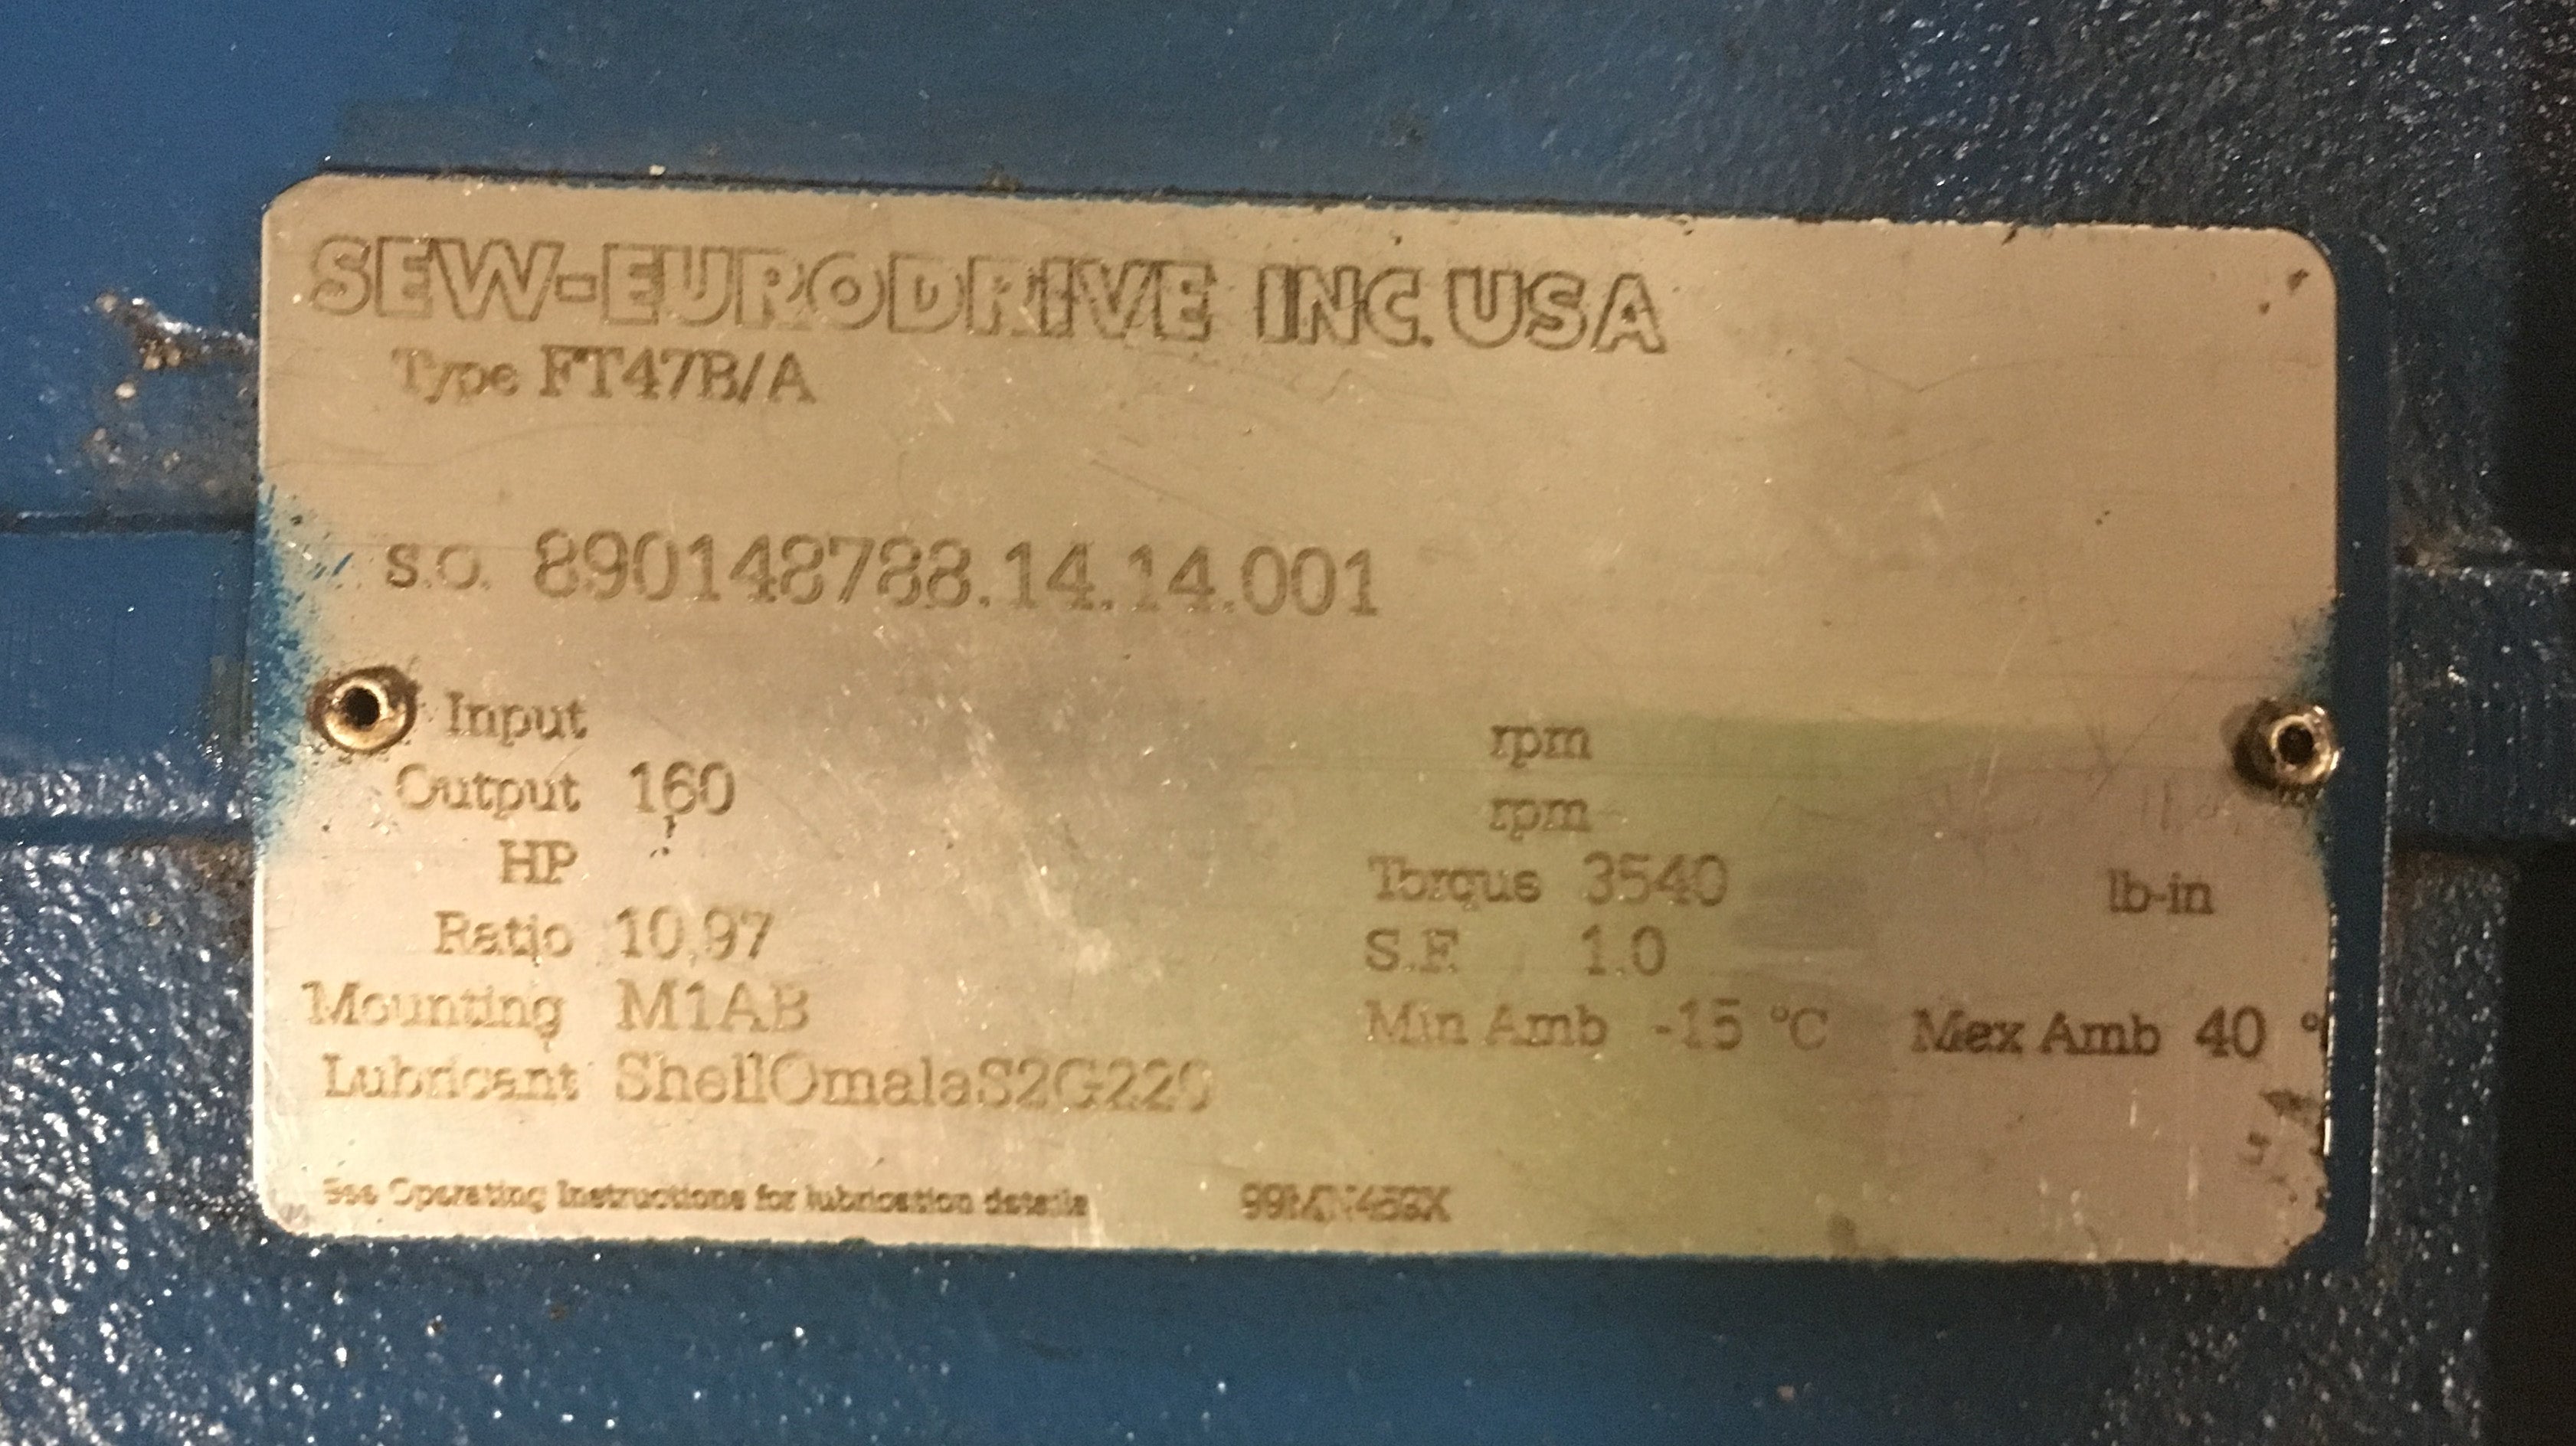 SEW-EURODRIVE INC. USA
Type FT47B/A
S.O. 890148788.14.14.001
Input rpm
Output 160 rpm
HP Torque 3540 lb-in
Ratio 10,97 S.F. 1.0
Mounting M1AB Min Amb -15 °C Max Amb 40 °
Lubricant ShellOmalaS2G220
See Operating Instructions for lubrication details